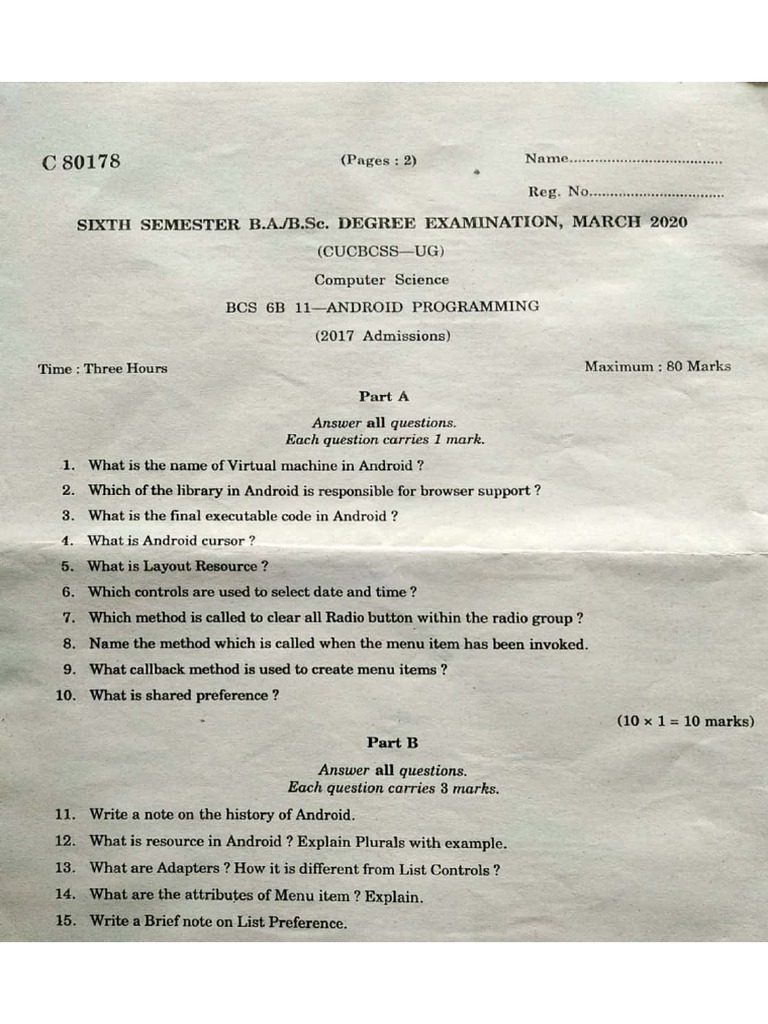 C 80178
(Pages : 2)
Name....................................
Reg. No................................
SIXTH SEMESTER B.A./B.Sc. DEGREE EXAMINATION, MARCH 2020
(CUCBCSS—UG)
Computer Science
BCS 6B 11—ANDROID PROGRAMMING
(2017 Admissions)
Time : Three Hours
Maximum : 80 Marks
Part A
Answer all questions.
Each question carries 1 mark.
1. What is the name of Virtual machine in Android ?
2. Which of the library in Android is responsible for browser support ?
3. What is the final executable code in Android ?
4. What is Android cursor ?
5. What is Layout Resource ?
6. Which controls are used to select date and time ?
7. Which method is called to clear all Radio button within the radio group ?
8. Name the method which is called when the menu item has been invoked.
9. What callback method is used to create menu items ?
10. What is shared preference ?
(10 × 1 = 10 marks)
Part B
Answer all questions.
Each question carries 3 marks.
11. Write a note on the history of Android.
12. What is resource in Android ? Explain Plurals with example.
13. What are Adapters ? How it is different from List Controls ?
14. What are the attributes of Menu item ? Explain.
15. Write a Brief note on List Preference.